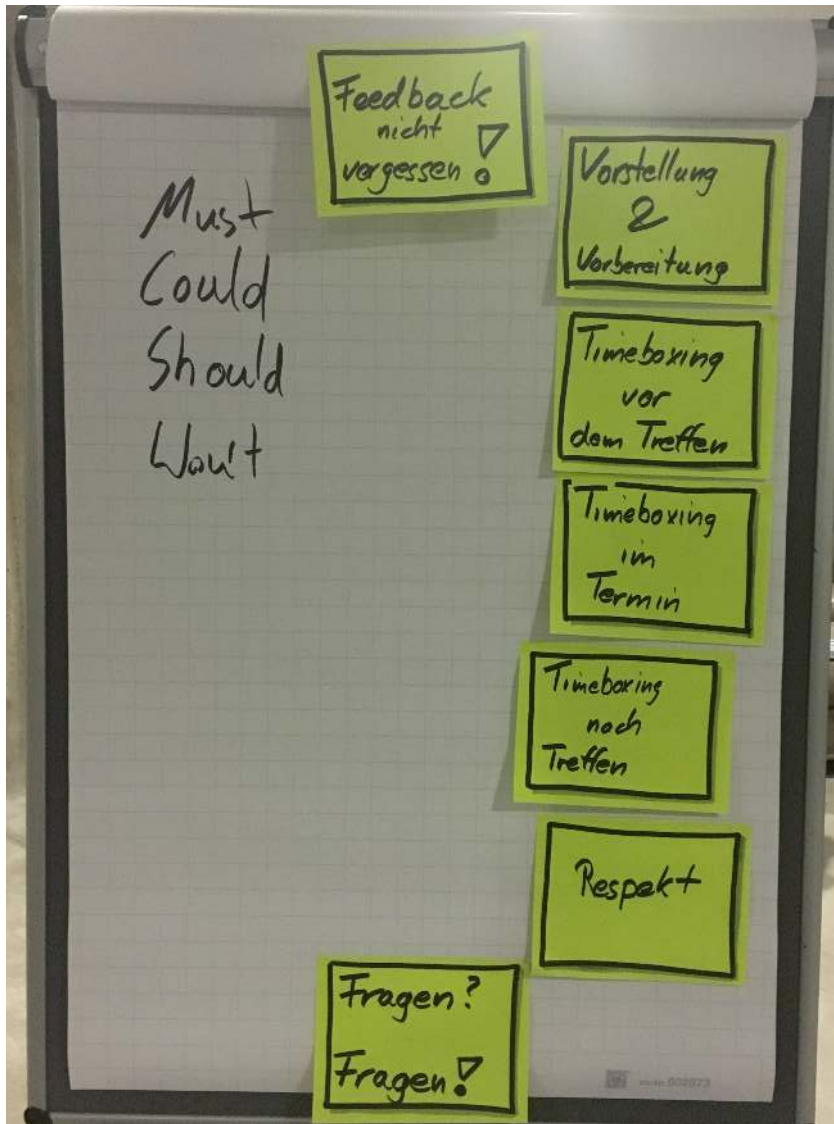 Feedback
nicht
vergessen!
Must
Could
Should
Won't
Vorstellung
&
Vorbereitung
Timeboxing
vor
dem Treffen
Timeboxing
im
Termin
Timeboxing
nach
Treffen
Respekt
Fragen?
Fragen!